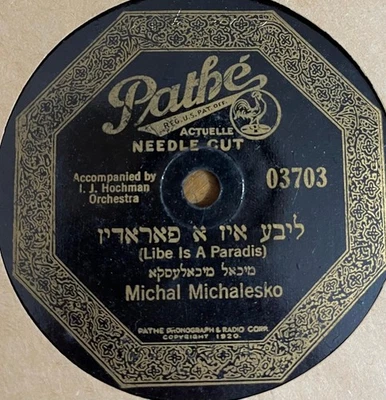 Pathé
REG. U.S. PAT. OFF.
ACTUELLE
NEEDLE CUT
Accompanied by
I. J. Hochman
Orchestra
03703
ליבע איז א פאראדיז
(Libe Is A Paradis)
מיכאל מיכאלעסקא
Michal Michalesko
PATHE PHONOGRAPH & RADIO CORP.
COPYRIGHT 1920.